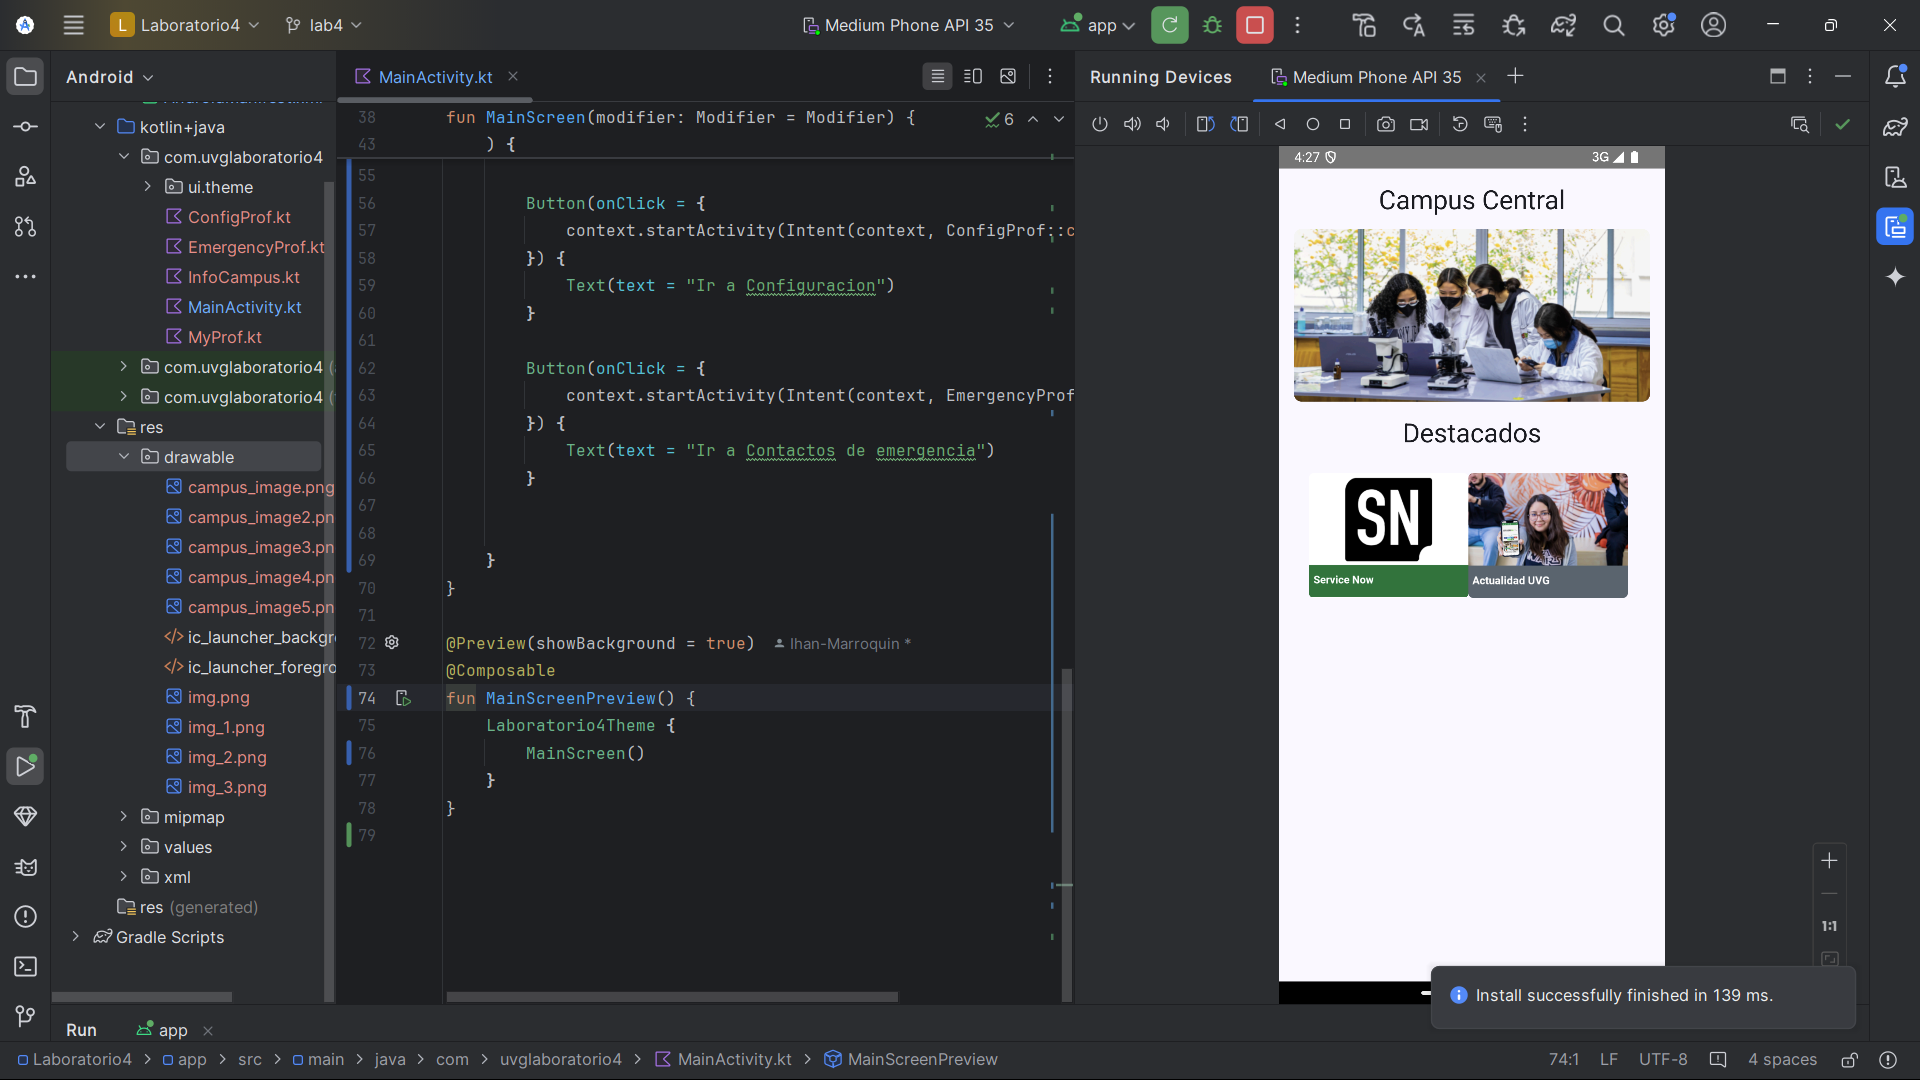 L Laboratorio4
lab4
Medium Phone API 35
app
Android
kotlin+java
com.uvglaboratorio4
ui.theme
ConfigProf.kt
EmergencyProf.kt
InfoCampus.kt
MainActivity.kt
MyProf.kt
com.uvglaboratorio4
com.uvglaboratorio4
res
drawable
campus_image.png
campus_image2.pn
campus_image3.pn
campus_image4.pn
campus_image5.pn
ic_launcher_backgr
ic_launcher_foregro
img.png
img_1.png
img_2.png
img_3.png
mipmap
values
xml
res (generated)
Gradle Scripts
MainActivity.kt
38 fun MainScreen(modifier: Modifier = Modifier) {
6
43 ) {
55
56 Button(onClick = {
57 context.startActivity(Intent(context, ConfigProf::c
58 }) {
59 Text(text = "Ir a Configuracion")
60 }
61
62 Button(onClick = {
63 context.startActivity(Intent(context, EmergencyProf
64 }) {
65 Text(text = "Ir a Contactos de emergencia")
66 }
67
68
69 }
70 }
71
72 @Preview(showBackground = true) Ihan-Marroquin *
73 @Composable
74 fun MainScreenPreview() {
75 Laboratorio4Theme {
76 MainScreen()
77 }
78 }
79
Running Devices
Medium Phone API 35
4:27
3G
Campus Central
Destacados
SN
Service Now
Actualidad UVG
1:1
Install successfully finished in 139 ms.
Run
app
Laboratorio4 > app > src > main > java > com > uvglaboratorio4 > MainActivity.kt > MainScreenPreview
74:1 LF UTF-8 4 spaces